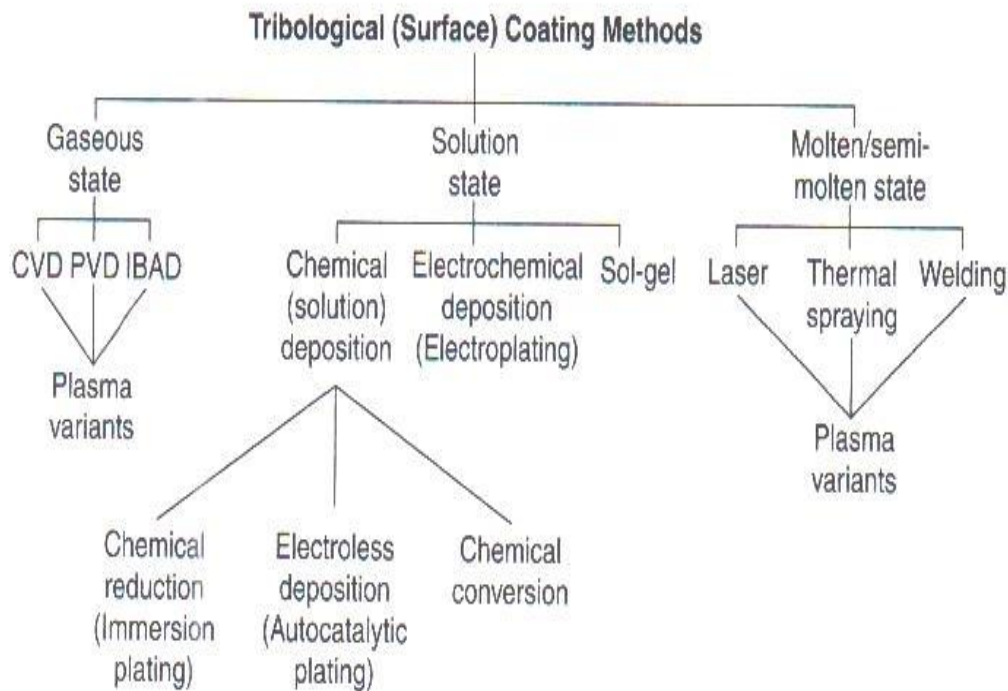 Tribological (Surface) Coating Methods
Gaseous
state
Solution
state
Molten/semi-
molten state
CVD PVD IBAD
Chemical
(solution)
deposition
Electrochemical
deposition
(Electroplating)
Sol-gel
Laser
Thermal
spraying
Welding
Plasma
variants
Plasma
variants
Chemical
reduction
(Immersion
plating)
Electroless
deposition
(Autocatalytic
plating)
Chemical
conversion